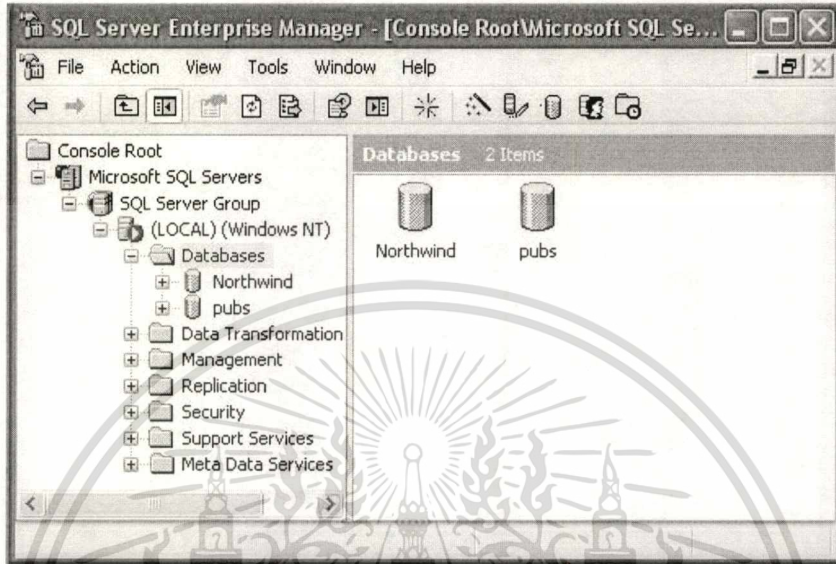 SQL Server Enterprise Manager - [Console Root\Microsoft SQL Se...
File Action View Tools Window Help
Console Root
Microsoft SQL Servers
SQL Server Group
(LOCAL) (Windows NT)
Databases
Northwind
pubs
Data Transformation
Management
Replication
Security
Support Services
Meta Data Services
Databases 2 Items
Northwind pubs